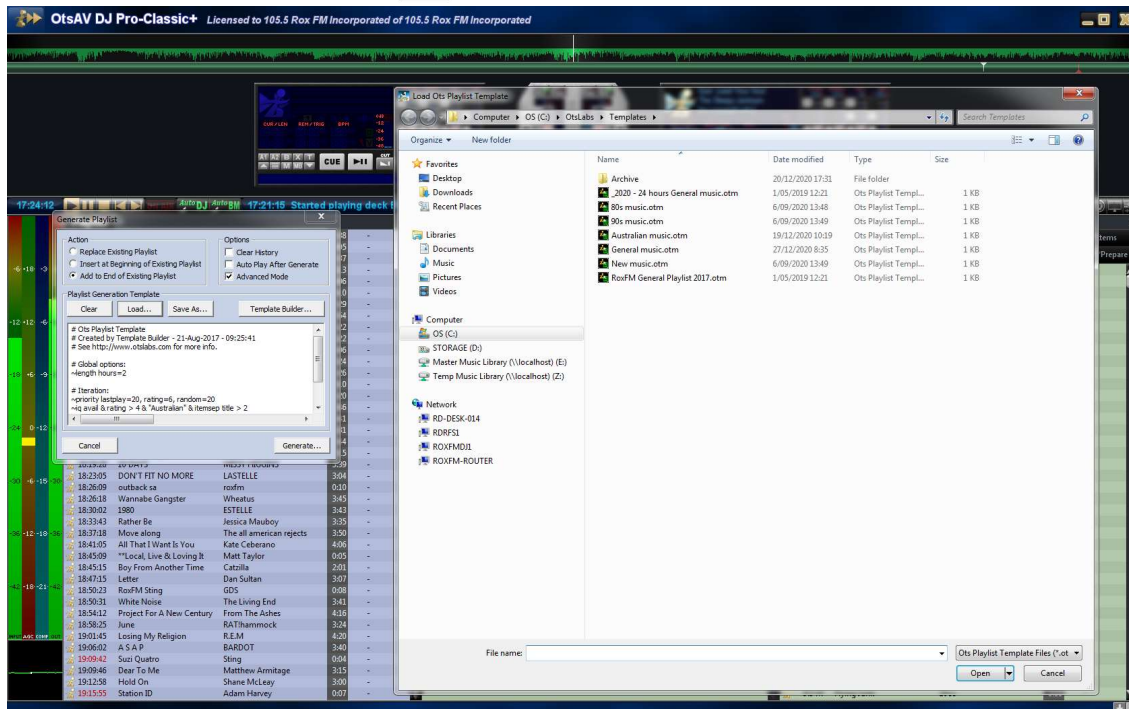 OtsAV DJ Pro-Classic+ Licensed to 105.5 Rox FM Incorporated of 105.5 Rox FM Incorporated
CUR/LEN REM/TRIG BPM
CUE
17:24:12 Auto DJ Auto BM 17:21:15 Started playing deck
Generate Playlist
Action
Replace Existing Playlist
Insert at Beginning of Existing Playlist
Add to End of Existing Playlist
Options
Clear History
Auto Play After Generate
Advanced Mode
Playlist Generation Template
Clear Load... Save As... Template Builder...
# Ots Playlist Template
# Created by Template Builder - 21-Aug-2017 - 09:25:41
# See http://www.otslabs.com for more info.
# Global options:
~length hours=2
# Iteration:
~priority lastplay=20, rating=6, random=20
~iq avail & rating > 4 & "Australian" & itemsep title > 2
Cancel Generate...
18:19:28 10 DAYS MISSY HIGGINS 3:39
18:23:05 DON'T FIT NO MORE LASTELLE 3:04
18:26:09 outback sa roxfm 0:10
18:26:18 Wannabe Gangster Wheatus 3:45
18:30:02 1980 ESTELLE 3:43
18:33:43 Rather Be Jessica Mauboy 3:35
18:37:18 Move along The all american rejects 3:50
18:41:05 All That I Want Is You Kate Ceberano 4:06
18:45:09 **Local, Live & Loving It Matt Taylor 0:05
18:45:15 Boy From Another Time Catzilla 2:01
18:47:15 Letter Dan Sultan 3:07
18:50:23 RoxFM Sting GDS 0:08
18:50:31 White Noise The Living End 3:41
18:54:12 Project For A New Century From The Ashes 4:16
18:58:25 June RAT!hammock 3:24
19:01:45 Losing My Religion R.E.M 4:20
19:06:02 A S A P BARDOT 3:40
19:09:42 Suzi Quatro Sting 0:04
19:09:46 Dear To Me Matthew Armitage 3:15
19:12:58 Hold On Shane McLeay 3:00
19:15:55 Station ID Adam Harvey 0:07
Load Ots Playlist Template
Computer OS (C:) OtsLabs Templates
Search Templates
Organize New folder
Favorites
Desktop
Downloads
Recent Places
Libraries
Documents
Music
Pictures
Videos
Computer
OS (C:)
STORAGE (D:)
Master Music Library (\\localhost) (E:)
Temp Music Library (\\localhost) (Z:)
Network
RD-DESK-014
RDRFS1
ROXFMDJ1
ROXFM-ROUTER
Name Date modified Type Size
Archive 20/12/2020 17:31 File folder
_2020 - 24 hours General music.otm 1/05/2019 12:21 Ots Playlist Templ... 1 KB
80s music.otm 6/09/2020 13:48 Ots Playlist Templ... 1 KB
90s music.otm 6/09/2020 13:49 Ots Playlist Templ... 1 KB
Australian music.otm 19/12/2020 10:19 Ots Playlist Templ... 1 KB
General music.otm 27/12/2020 8:35 Ots Playlist Templ... 1 KB
New music.otm 6/09/2020 13:49 Ots Playlist Templ... 1 KB
RoxFM General Playlist 2017.otm 1/05/2019 12:21 Ots Playlist Templ... 1 KB
File name:
Ots Playlist Template Files (*.ot
Open Cancel